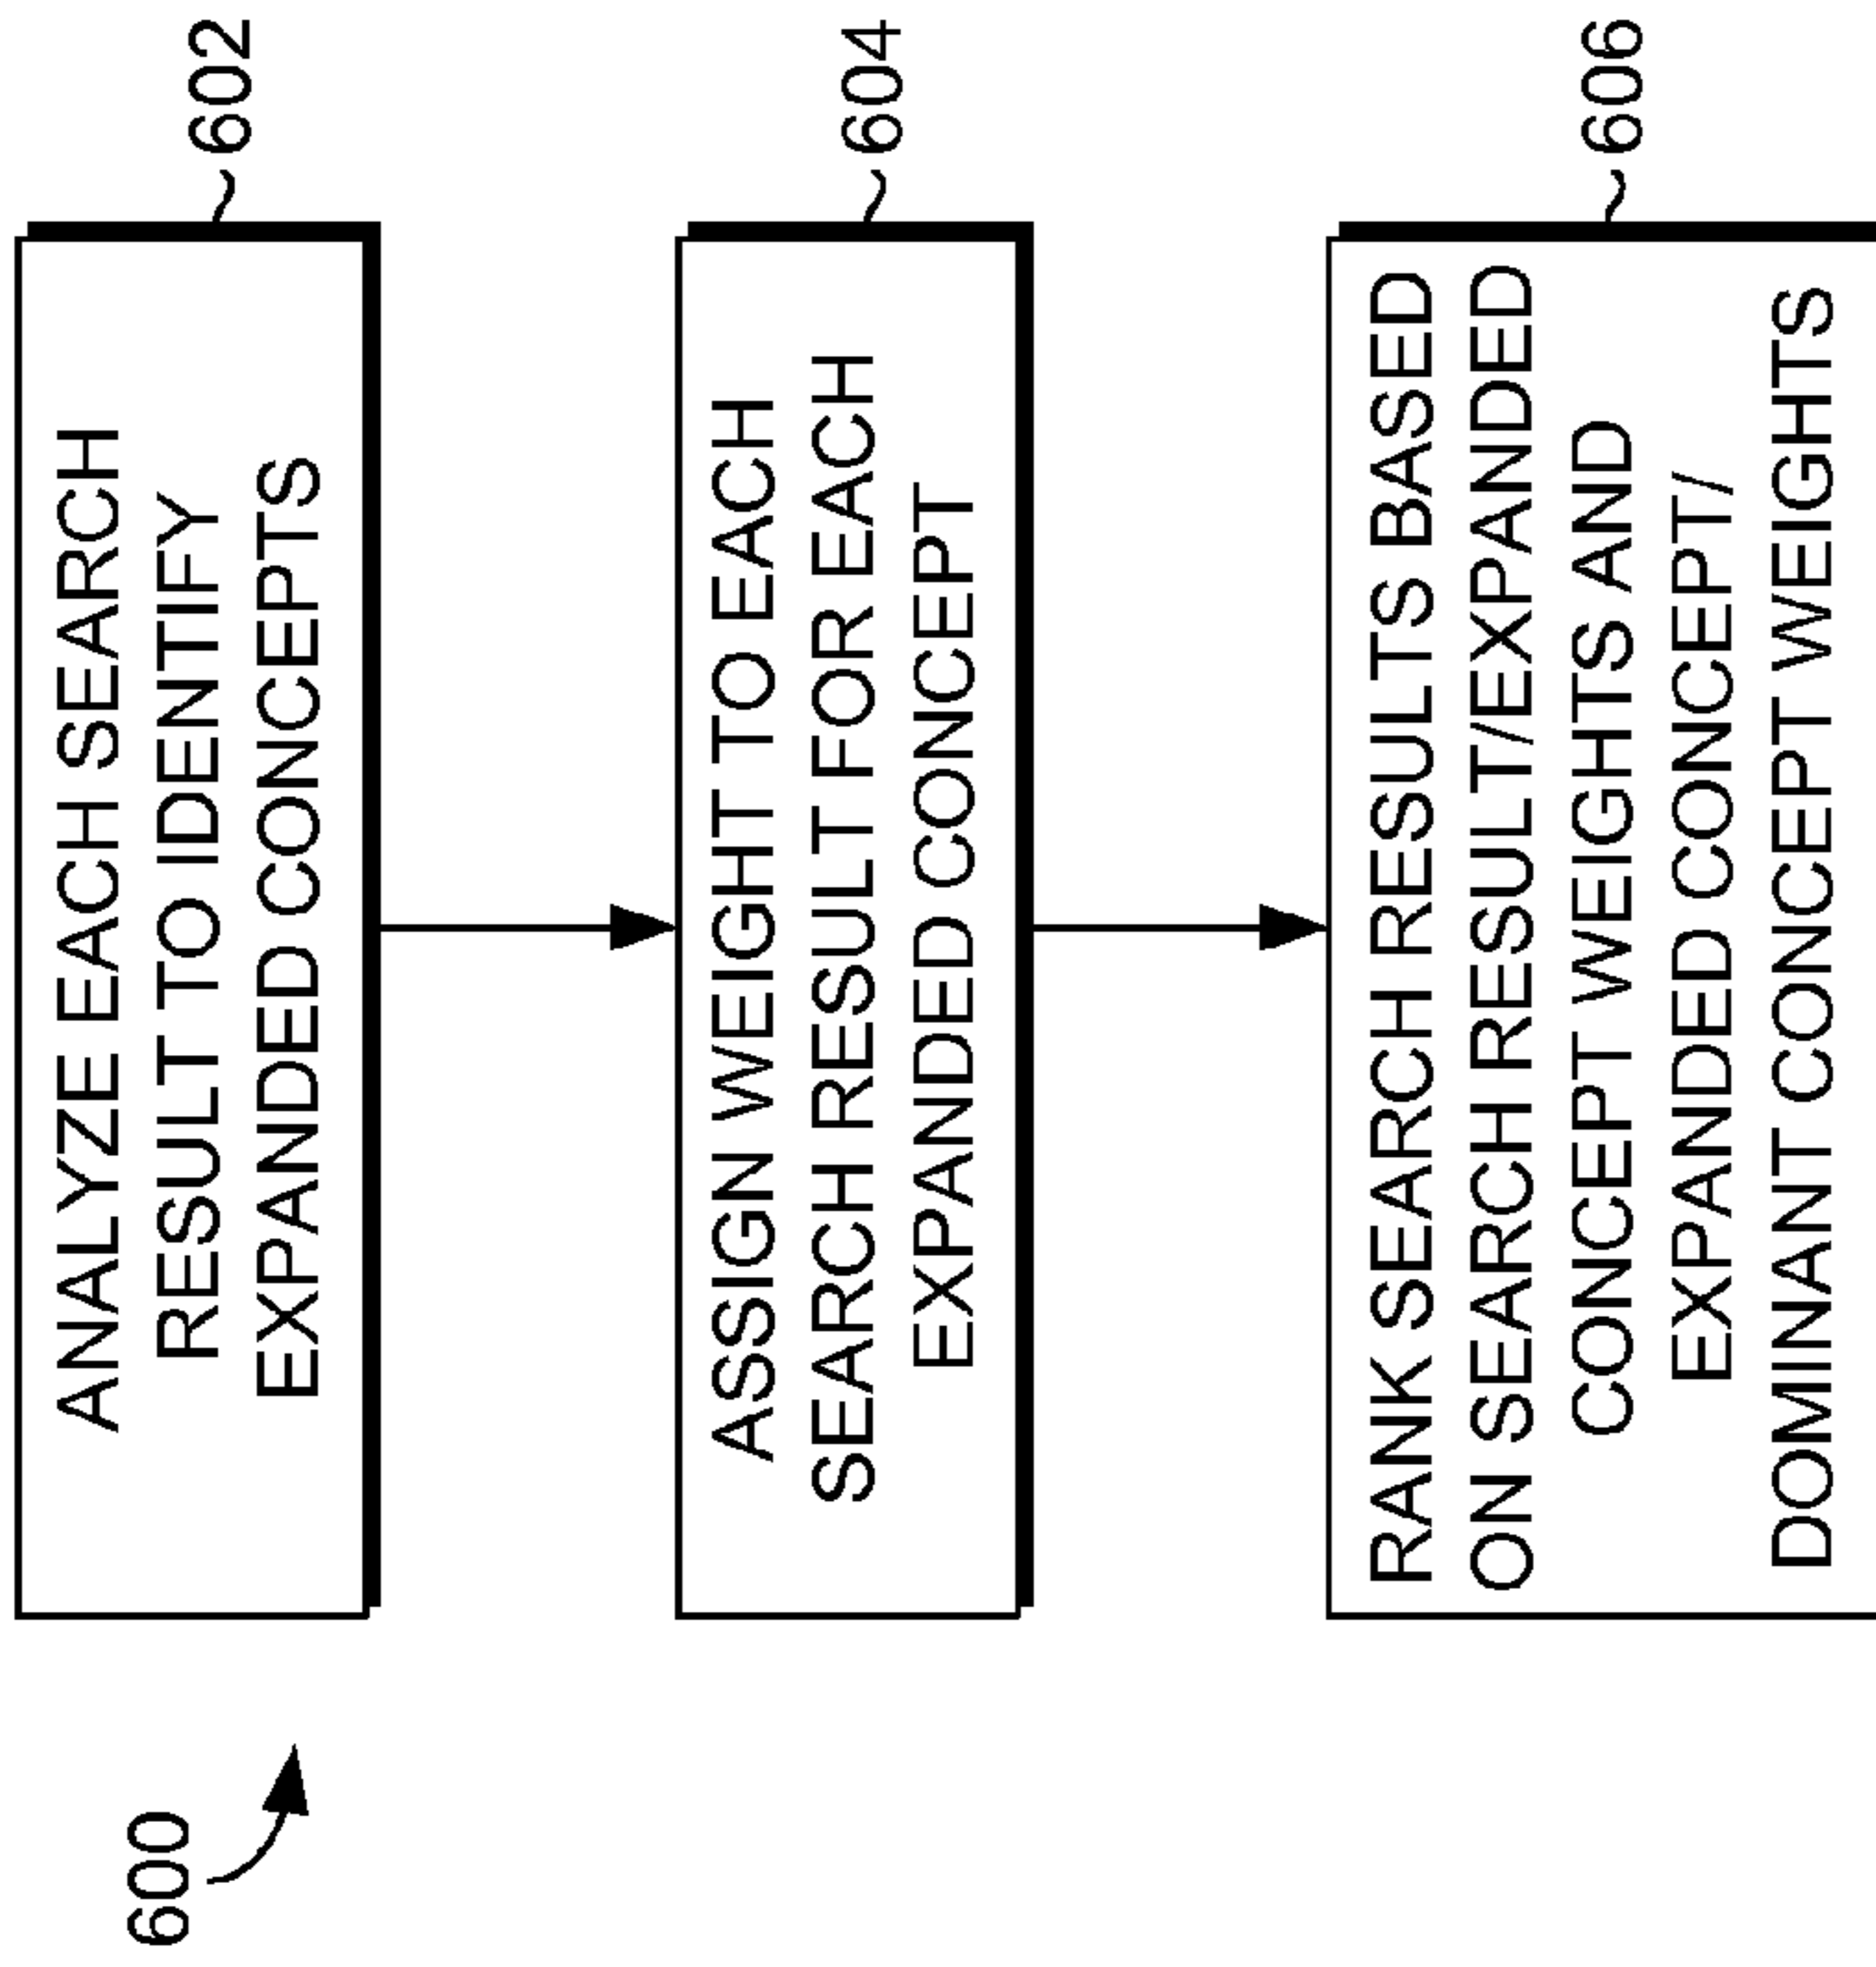 600
ANALYZE EACH SEARCH
RESULT TO IDENTIFY
EXPANDED CONCEPTS
602
ASSIGN WEIGHT TO EACH
SEARCH RESULT FOR EACH
EXPANDED CONCEPT
604
RANK SEARCH RESULTS BASED
ON SEARCH RESULT/EXPANDED
CONCEPT WEIGHTS AND
EXPANDED CONCEPT/
DOMINANT CONCEPT WEIGHTS
606